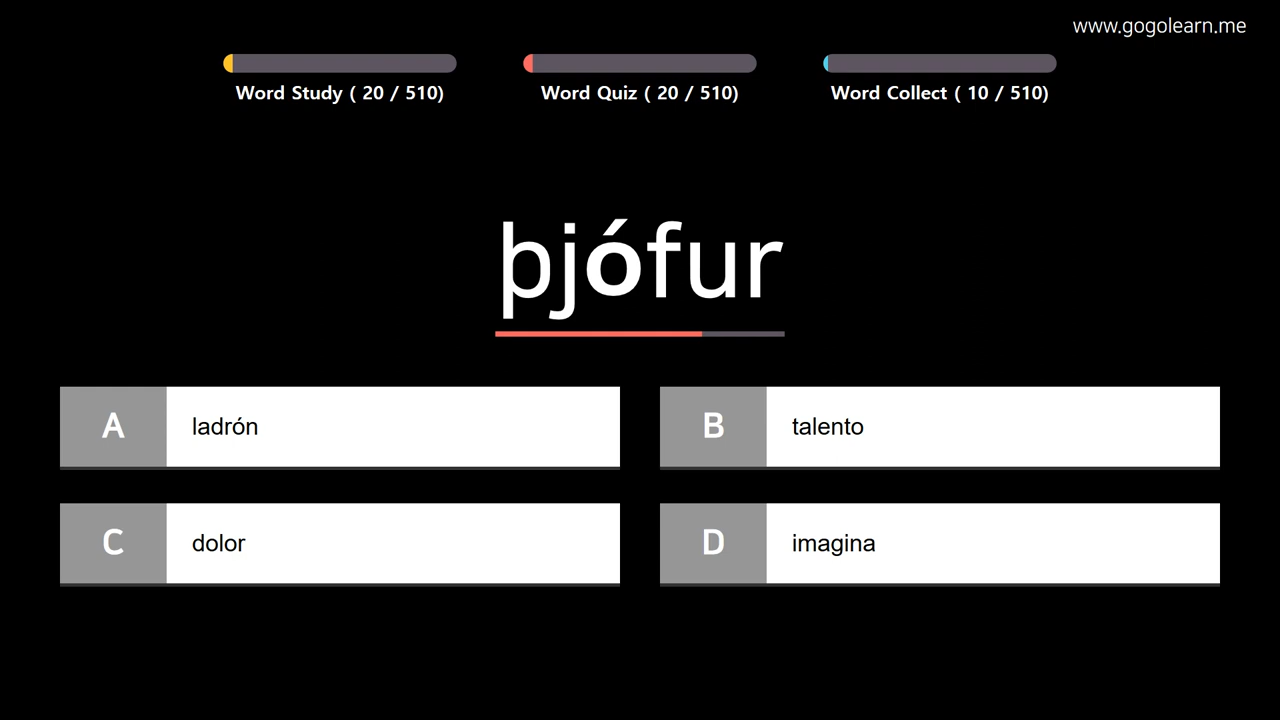 www.gogolearn.me
Word Study ( 20 / 510)
Word Quiz ( 20 / 510)
Word Collect ( 10 / 510)
þjófur
A ladrón
B talento
C dolor
D imagina